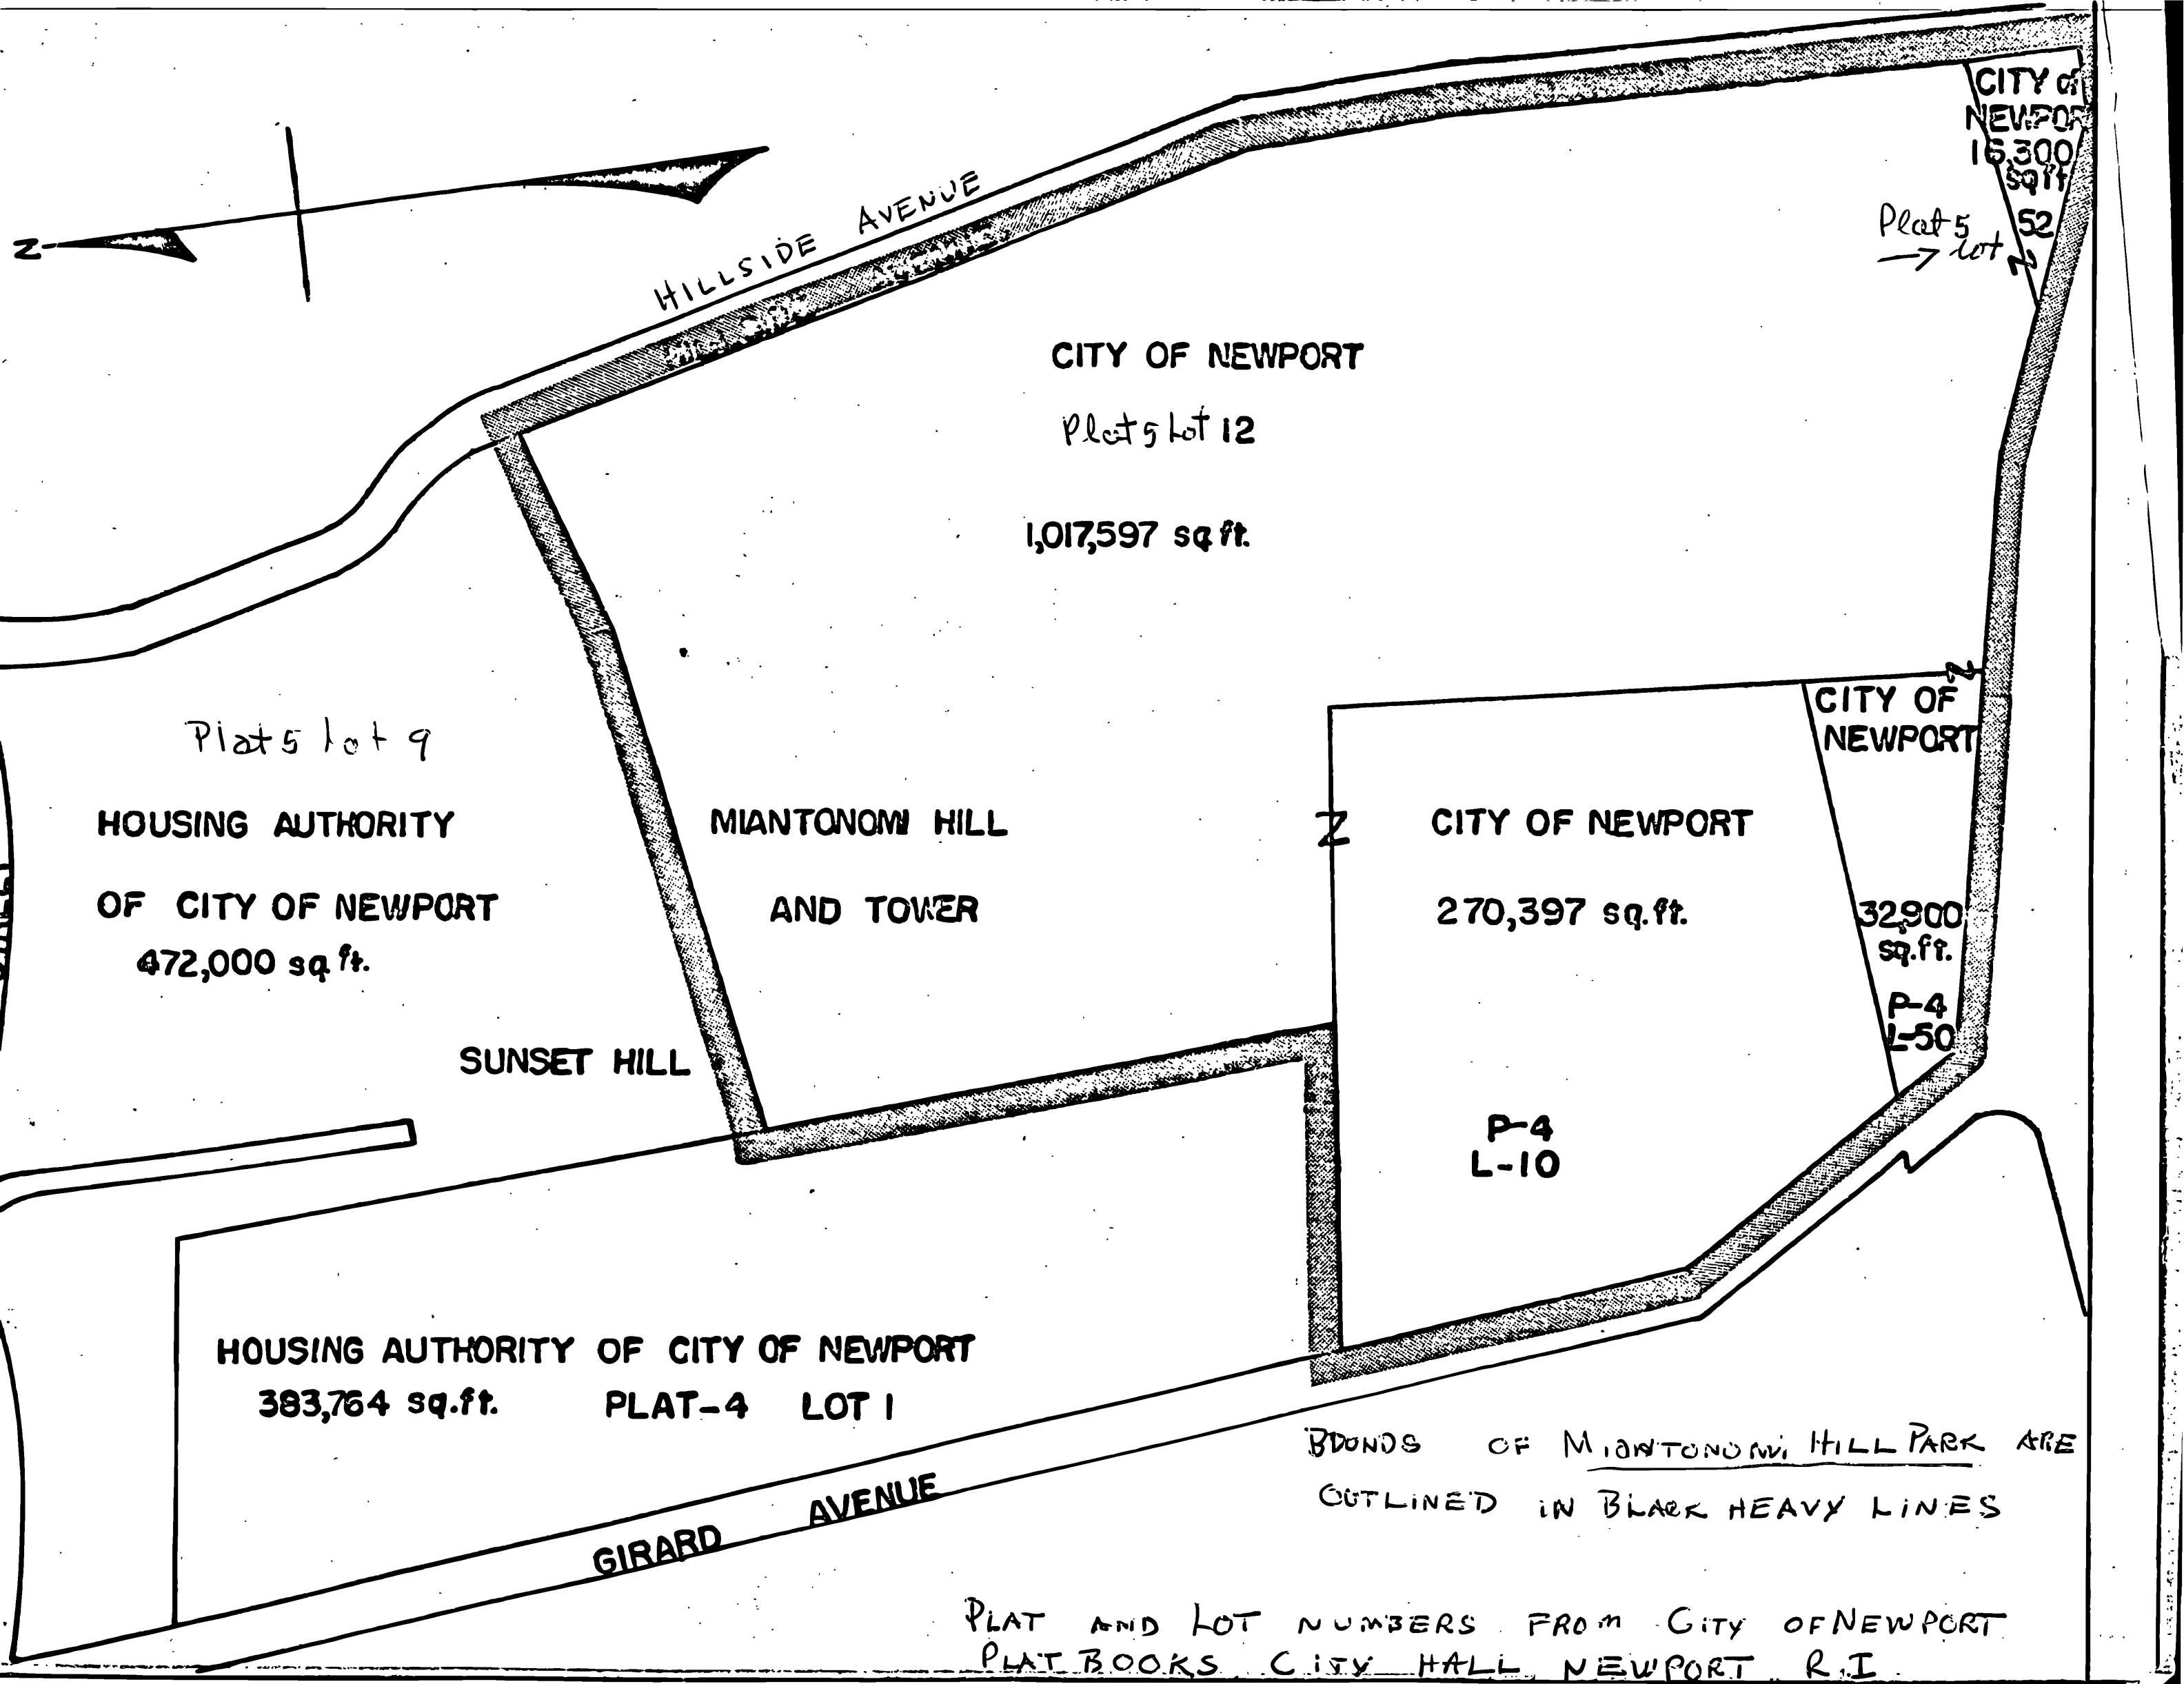 CITY of
NEWPOR
16,300
sq ft
52
Plat 5
→ Lot
N
HILLSIDE AVENUE
CITY OF NEWPORT
Plat 5 Lot 12
1,017,597 sq ft.
Plat 5 lot 9
HOUSING AUTHORITY
OF CITY OF NEWPORT
472,000 sq ft.
SUNSET HILL
MIANTONOMI HILL
AND TOWER
CITY OF NEWPORT
270,397 sq.ft.
P-4
L-10
CITY OF
NEWPORT
32,900
sq.ft.
P-4
L-50
HOUSING AUTHORITY OF CITY OF NEWPORT
383,764 sq.ft. PLAT-4 LOT 1
GIRARD AVENUE
BOUNDS OF MIANTONOMI HILL PARK ARE
OUTLINED IN BLACK HEAVY LINES
PLAT AND LOT NUMBERS FROM CITY OF NEWPORT
PLAT BOOKS CITY HALL NEWPORT R.I.